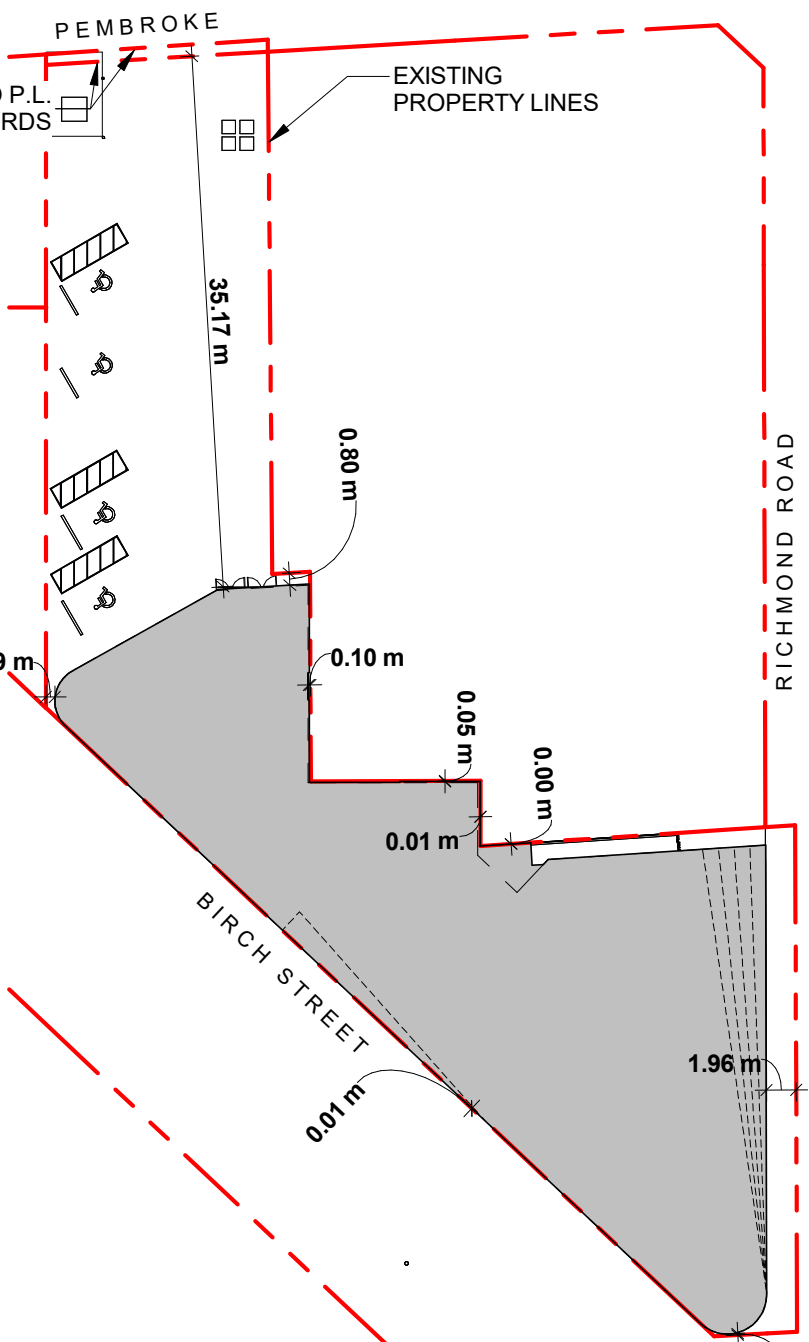 PEMBROKE
P.L.
RDS
EXISTING
PROPERTY LINES
35.17 m
0.80 m
RICHMOND ROAD
9 m
0.10 m
0.05 m
0.00 m
0.01 m
BIRCH STREET
1.96 m
0.01 m